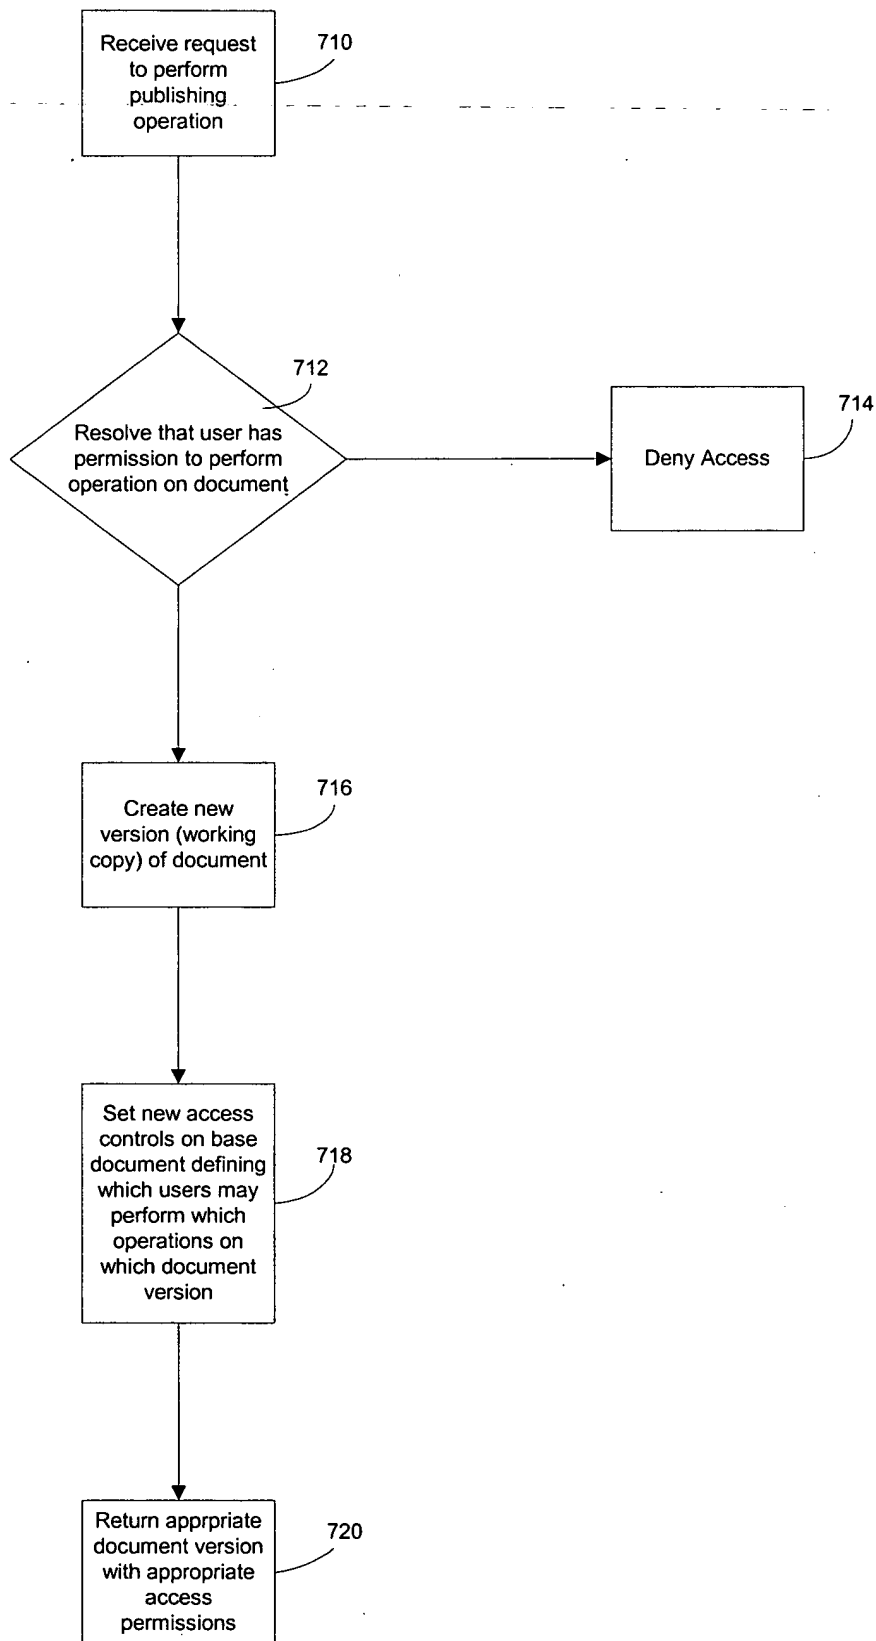 Receive request
to perform
publishing
operation
710
712
Resolve that user has
permission to perform
operation on document
Deny Access
714
Create new
version (working
copy) of document
716
Set new access
controls on base
document defining
which users may
perform which
operations on
which document
version
718
Return apprpriate
document version
with appropriate
access
permissions
720